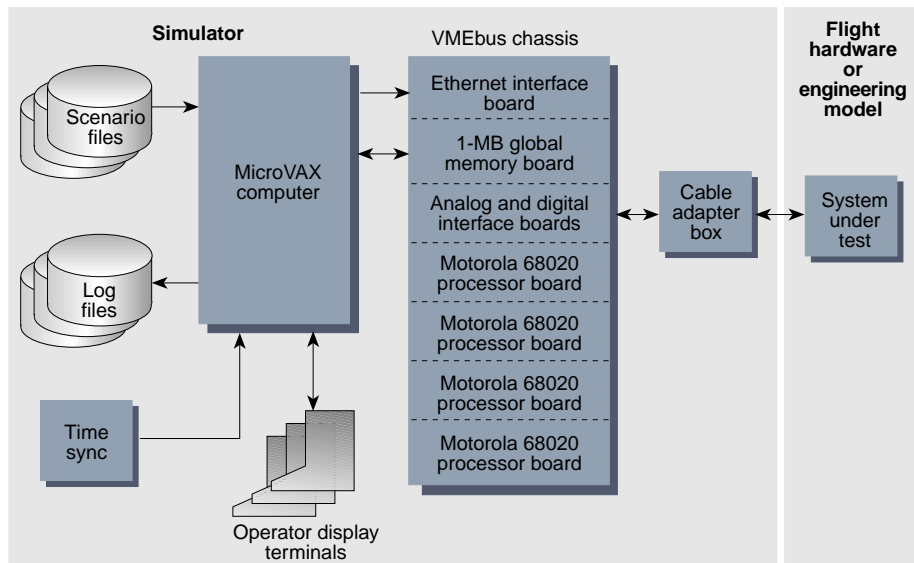 Simulator
VMEbus chassis
Flight
hardware
or
engineering
model
Scenario
files
MicroVAX
computer
Ethernet interface
board
1-MB global
memory board
Analog and digital
interface boards
Motorola 68020
processor board
Motorola 68020
processor board
Motorola 68020
processor board
Motorola 68020
processor board
Cable
adapter
box
System
under
test
Log
files
Time
sync
Operator display
terminals